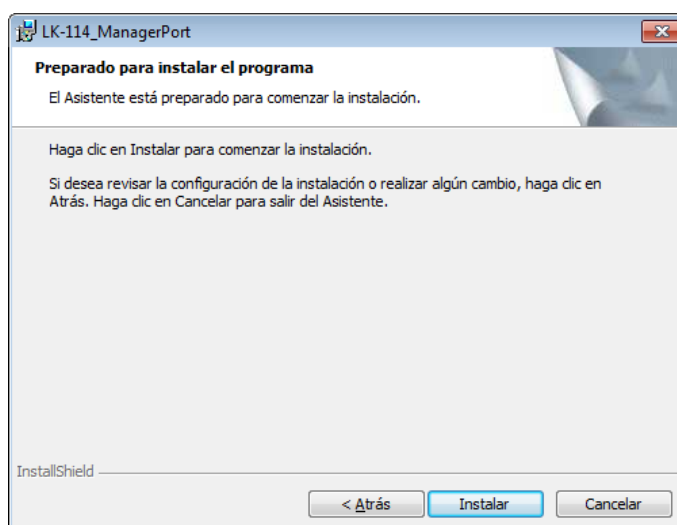 LK-114_ManagerPort
Preparado para instalar el programa
El Asistente está preparado para comenzar la instalación.
Haga clic en Instalar para comenzar la instalación.
Si desea revisar la configuración de la instalación o realizar algún cambio, haga clic en
Atrás. Haga clic en Cancelar para salir del Asistente.
InstallShield
< Atrás
Instalar
Cancelar